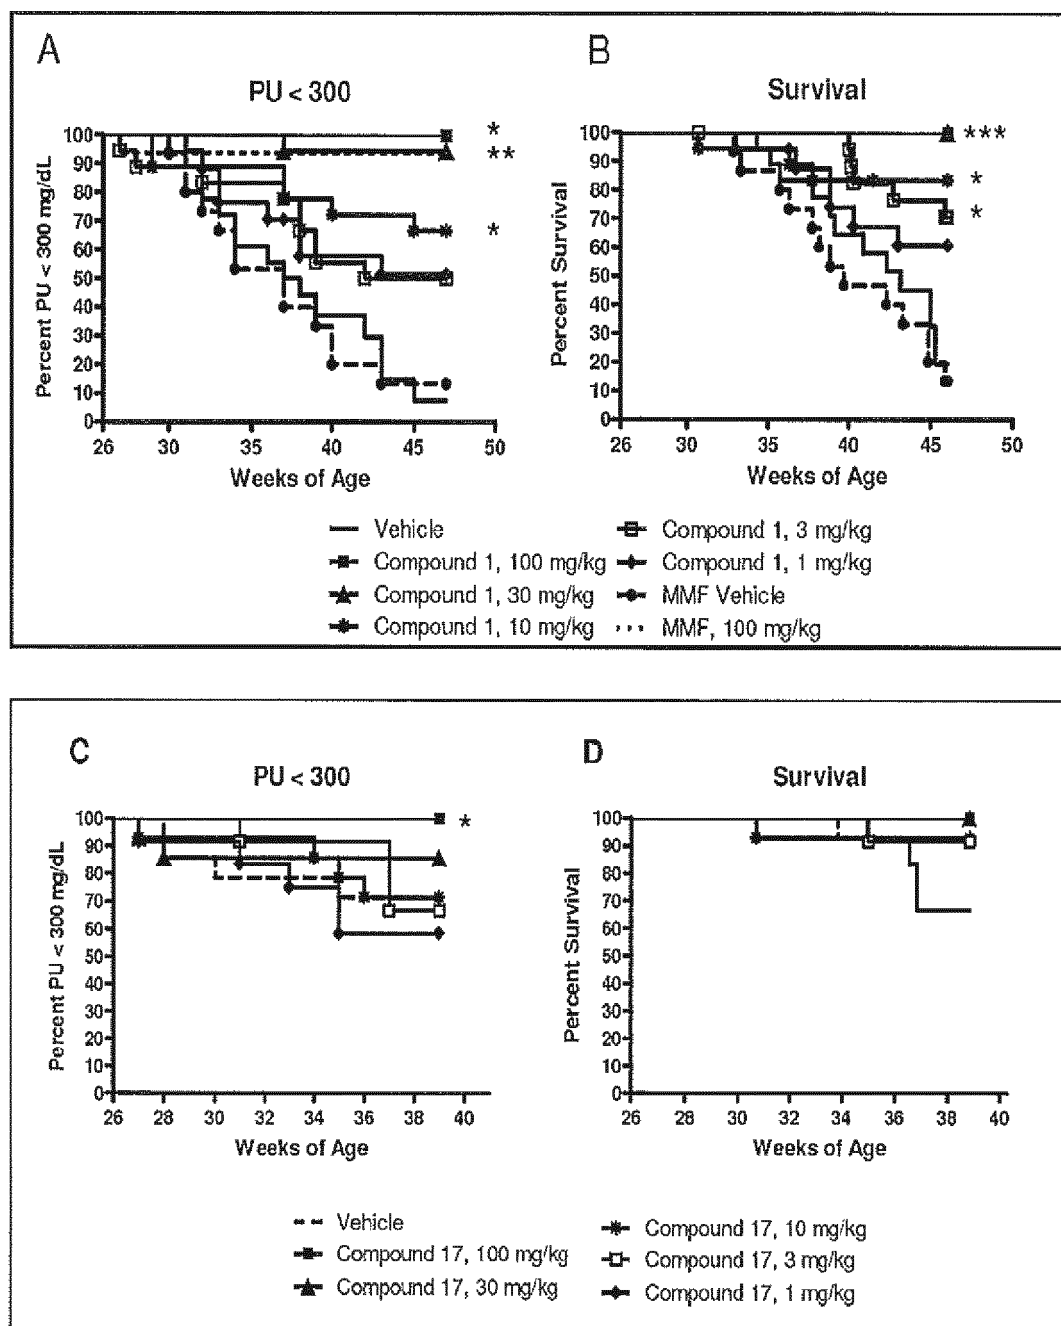 A
PU < 300
Percent PU < 300 mg/dL
100
90
80
70
60
50
40
30
20
10
0
26 30 35 40 45 50
Weeks of Age
*
**
*
B
Survival
Percent Survival
100
90
80
70
60
50
40
30
20
10
0
26 30 35 40 45 50
Weeks of Age
***
*
*
Vehicle
Compound 1, 100 mg/kg
Compound 1, 30 mg/kg
Compound 1, 10 mg/kg
Compound 1, 3 mg/kg
Compound 1, 1 mg/kg
MMF Vehicle
MMF, 100 mg/kg
C
PU < 300
Percent PU < 300 mg/dL
100
90
80
70
60
50
40
30
20
10
0
26 28 30 32 34 36 38 40
Weeks of Age
*
D
Survival
Percent Survival
100
90
80
70
60
50
40
30
20
10
0
26 28 30 32 34 36 38 40
Weeks of Age
Vehicle
Compound 17, 100 mg/kg
Compound 17, 30 mg/kg
Compound 17, 10 mg/kg
Compound 17, 3 mg/kg
Compound 17, 1 mg/kg